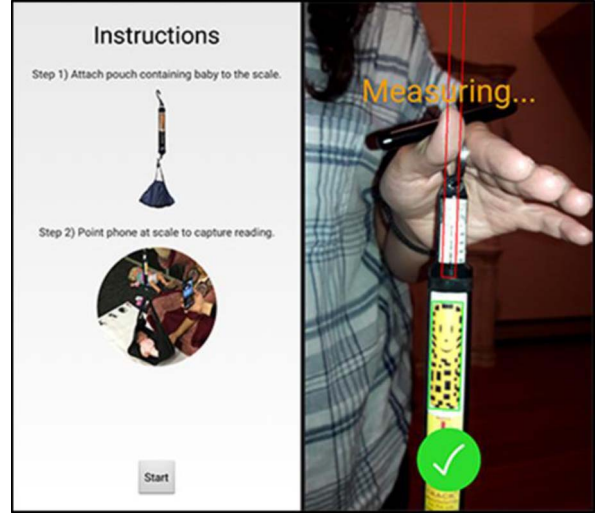 Instructions
Step 1) Attach pouch containing baby to the scale.
Step 2) Point phone at scale to capture reading.
Start
Measuring...